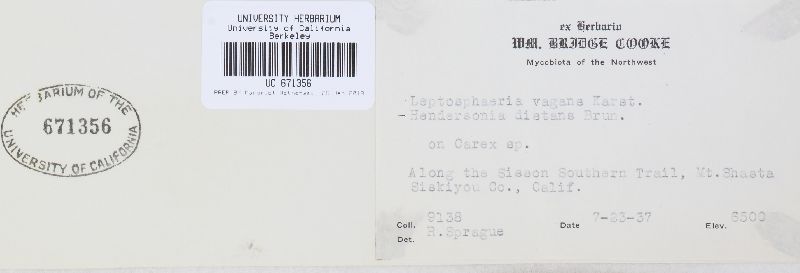 UNIVERSITY HERBARIUM
University of California
Berkeley
UC 671356
HERBARIUM OF THE
671356
UNIVERSITY OF CALIFORNIA
ex Herbario
WM. BRIDGE COOKE
Mycobiota of the Northwest
Leptosphaeria vagans Karst.
- Hendersonia distans Brun.
on Carex sp.
Along the Sisson Southern Trail, Mt.Shasta
Siskiyou Co., Calif.
Coll. 9138 Date 7-23-37 Elev. 6500
Det. R.Sprague